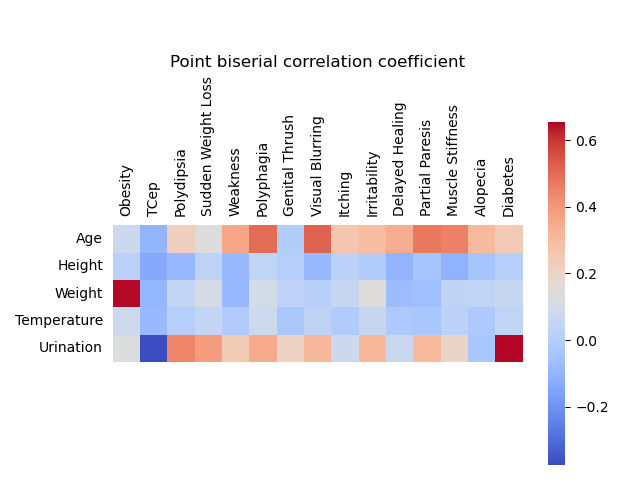 Point biserial correlation coefficient
Obesity
TCep
Polydipsia
Sudden Weight Loss
Weakness
Polyphagia
Genital Thrush
Visual Blurring
Itching
Irritability
Delayed Healing
Partial Paresis
Muscle Stiffness
Alopecia
Diabetes
Age
Height
Weight
Temperature
Urination
0.6
0.4
0.2
0.0
−0.2